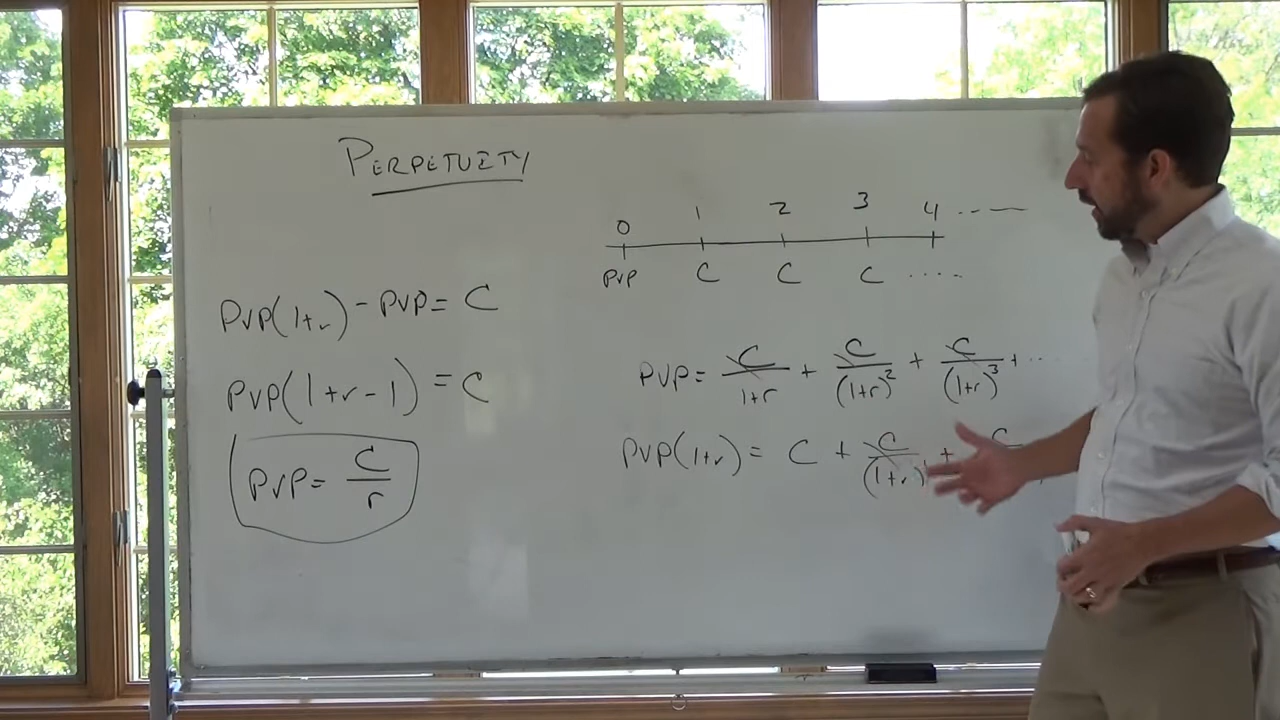 PERPETUITY
0 1 2 3 4 .----
PVP C C C ....
PVP(1+r) - PVP = C
PVP(1+r-1) = C
PVP = C/r
PVP = C/1+r + C/(1+r)² + C/(1+r)³ + ...
PVP(1+r) = C + C/(1+r)¹ + C